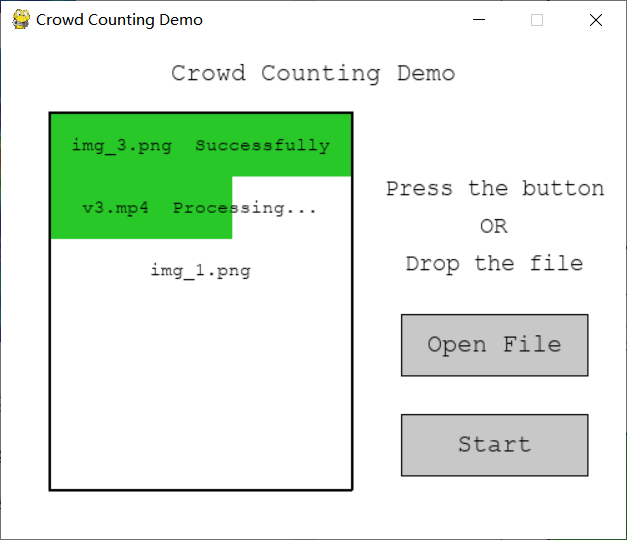 Crowd Counting Demo
Crowd Counting Demo
img_3.png Successfully
v3.mp4 Processing...
img_1.png
Press the button
OR
Drop the file
Open File
Start